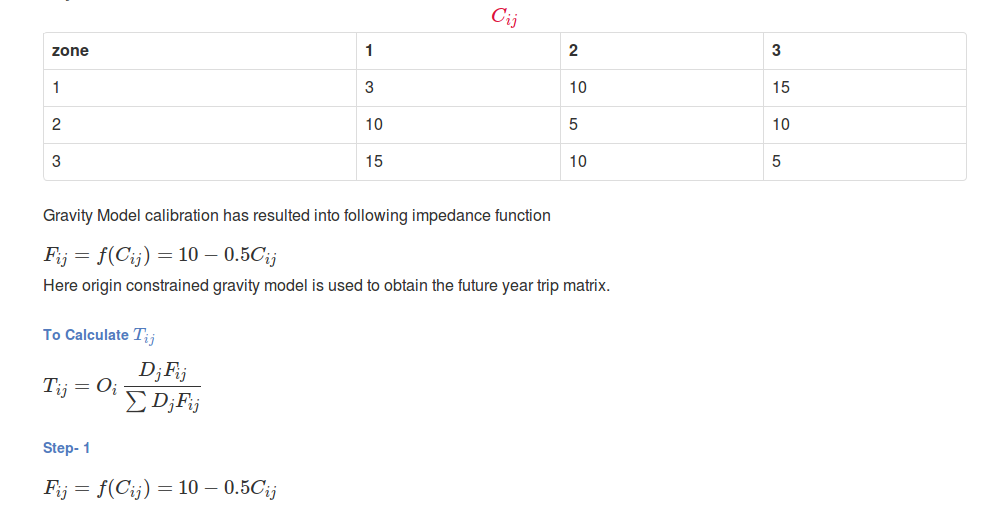 C_{ij}
zone 1 2 3
1 3 10 15
2 10 5 10
3 15 10 5
Gravity Model calibration has resulted into following impedance function
F_{ij} = f(C_{ij}) = 10 − 0.5C_{ij}
Here origin constrained gravity model is used to obtain the future year trip matrix.
To Calculate T_{ij}
T_{ij} = O_i \frac{D_j F_{ij}}{\sum D_j F_{ij}}
Step- 1
F_{ij} = f(C_{ij}) = 10 − 0.5C_{ij}